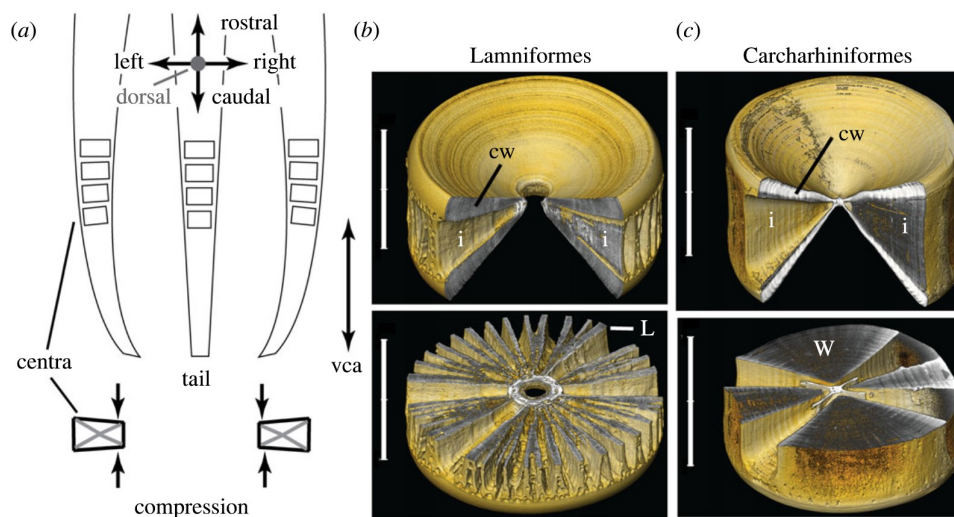 (a)
rostral
left
right
dorsal
caudal
centra
tail
vca
compression
(b)
Lamniformes
cw
i
i
L
(c)
Carcharhiniformes
cw
i
i
W